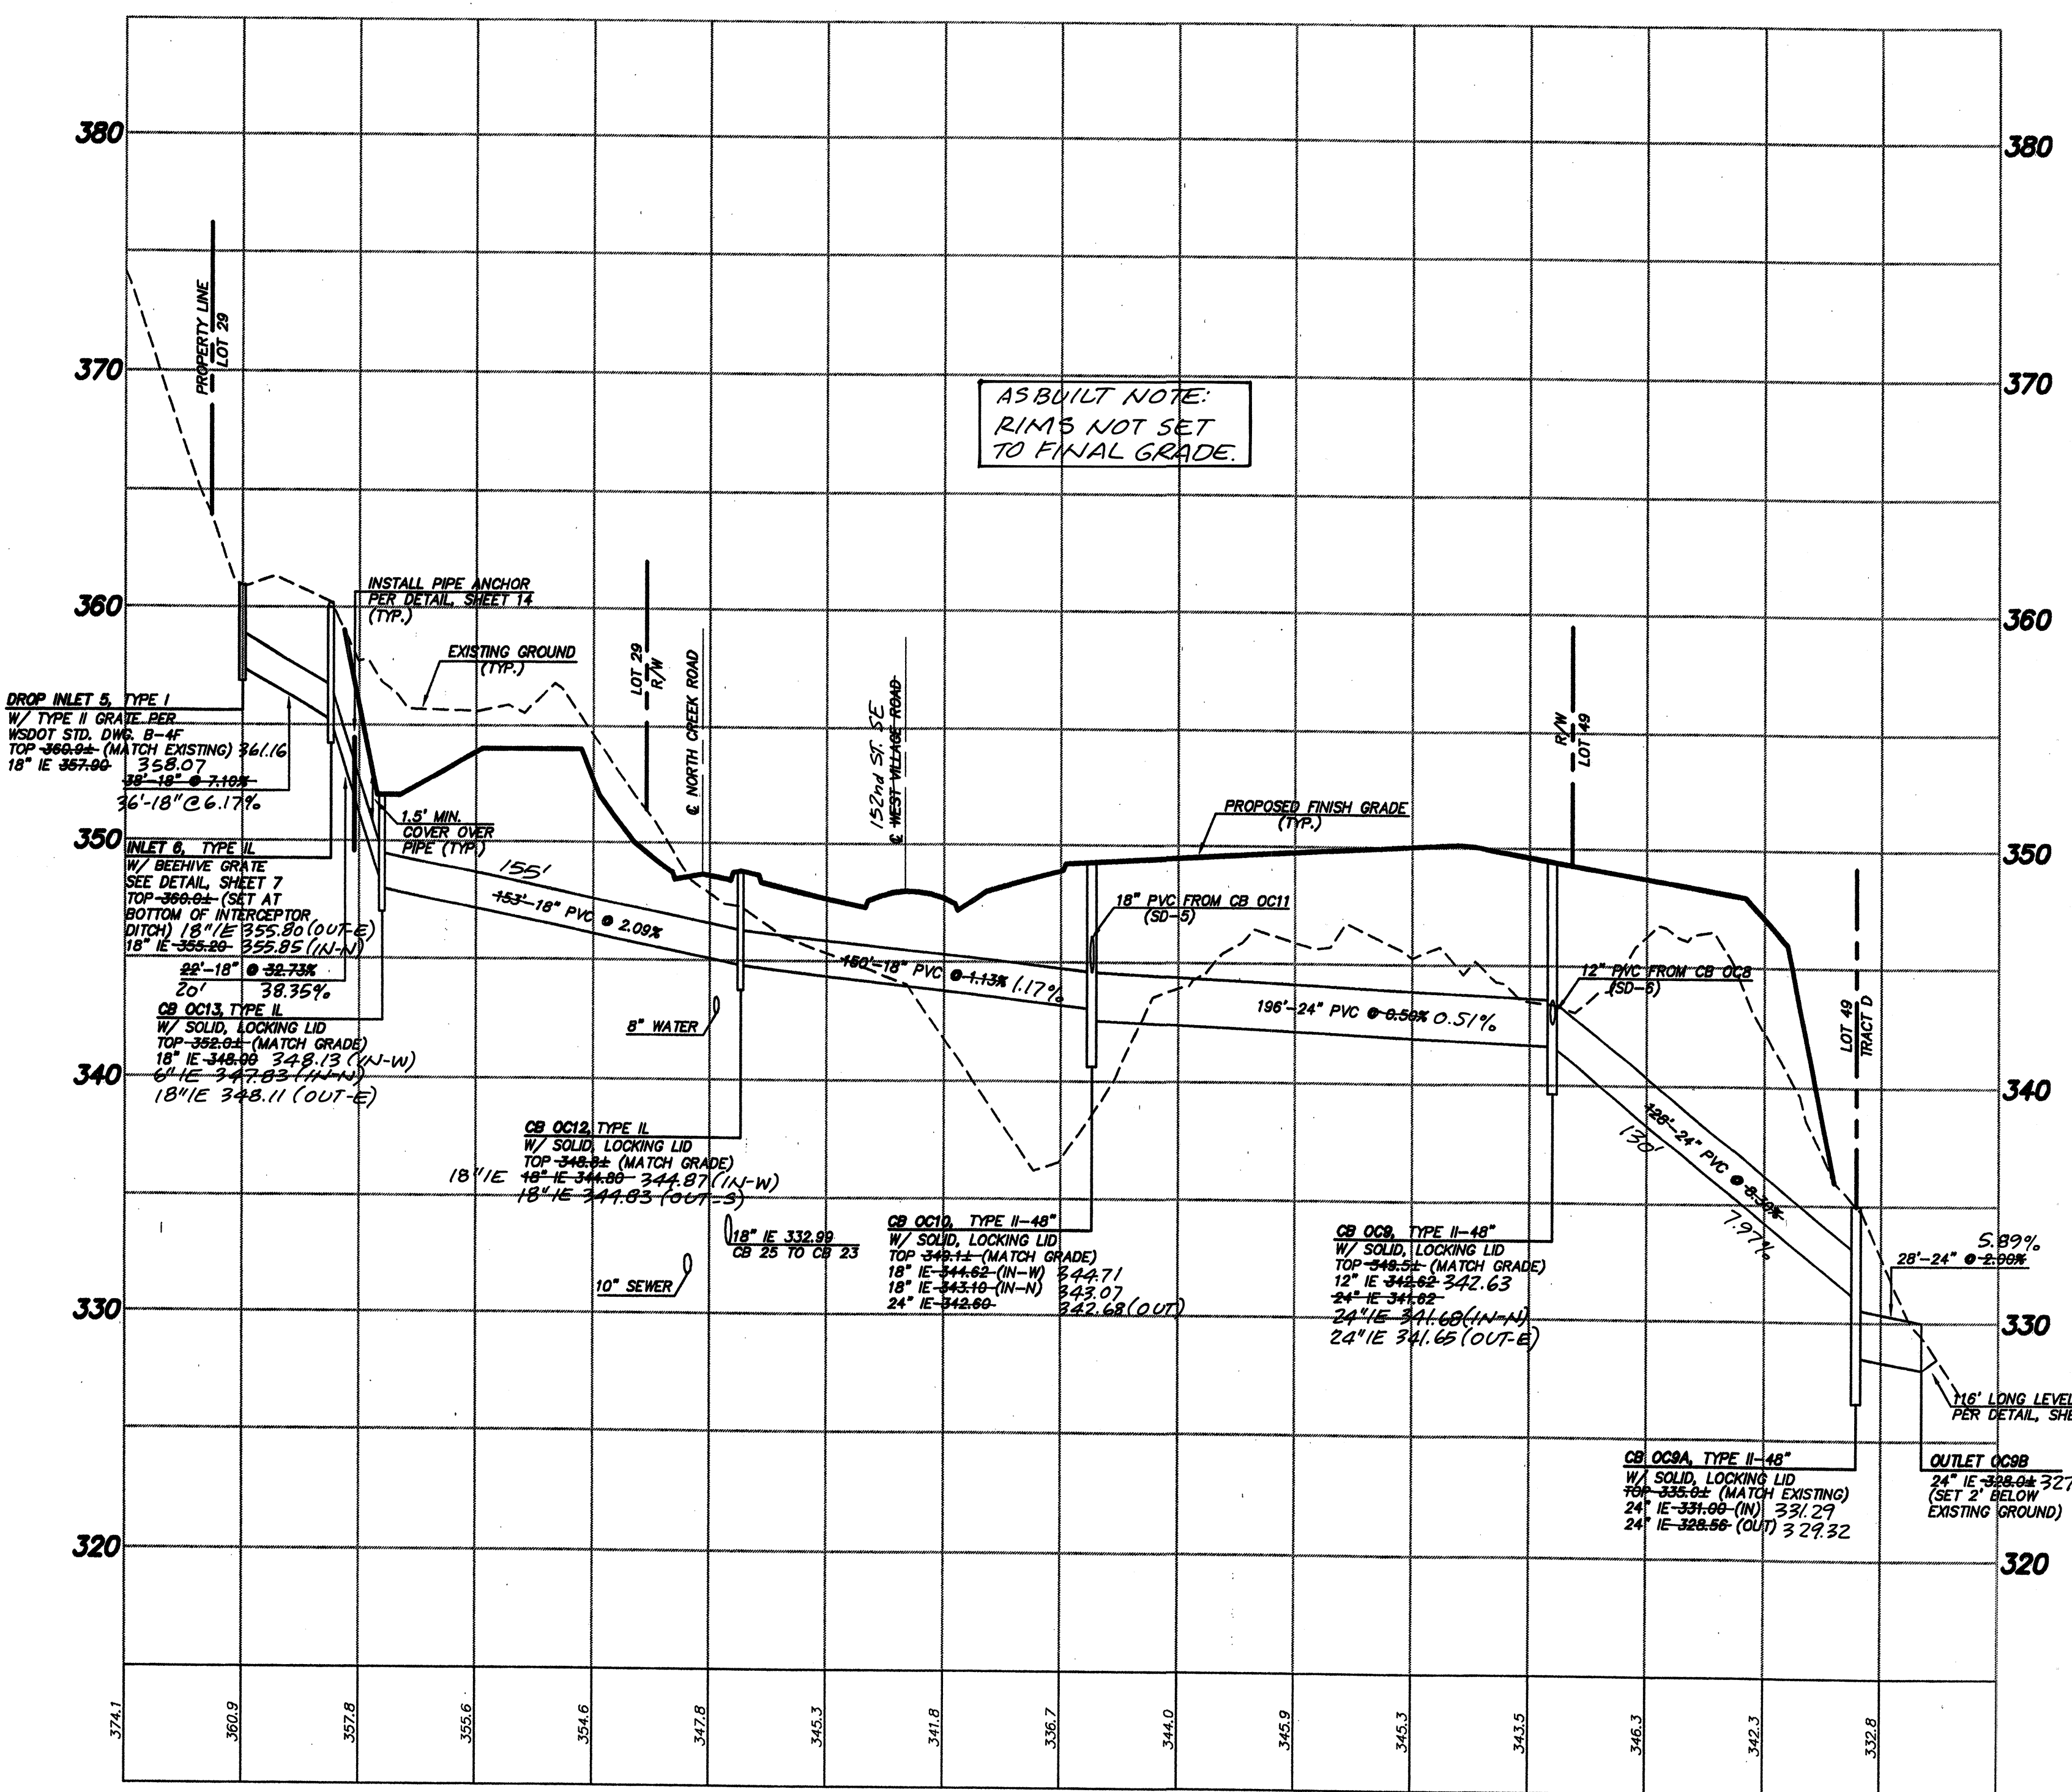 380
380
370
370
360
360
350
350
340
340
330
330
320
320
PROPERTY LINE
LOT 29
ASBUILT NOTE:
RIMS NOT SET
TO FINAL GRADE.
INSTALL PIPE ANCHOR
PER DETAIL, SHEET 14
(TYP.)
EXISTING GROUND
(TYP.)
LOT 29
R/W
℄ NORTH CREEK ROAD
152nd ST. SE
℄ WEST VILLAGE ROAD
R/W
LOT 49
PROPOSED FINISH GRADE
(TYP.)
LOT 49
TRACT D
DROP INLET 5, TYPE I
W/ TYPE II GRATE PER
WSDOT STD. DWG. B-4F
TOP 360.9± (MATCH EXISTING) 361.16
18" IE 357.90 358.07
38'-18" @ 7.10%
36'-18" @ 6.17%
1.5' MIN.
COVER OVER
PIPE (TYP.)
INLET 6, TYPE IL
W/ BEEHIVE GRATE
SEE DETAIL, SHEET 7
TOP 360.0± (SET AT
BOTTOM OF INTERCEPTOR
DITCH) 18" IE 355.80 (OUT-E)
18" IE 355.20 355.85 (IN-N)
22'-18" @ 32.73%
20' 38.35%
CB OC13, TYPE IL
W/ SOLID, LOCKING LID
TOP 352.0± (MATCH GRADE)
18" IE 348.00 348.13 (IN-W)
6" IE 347.83 (IN-N)
18" IE 348.11 (OUT-E)
155'
153'-18" PVC @ 2.09%
150'-18" PVC @ 1.13% 1.17%
18" PVC FROM CB OC11
(SD-5)
196'-24" PVC @ 0.50% 0.51%
12" PVC FROM CB OC8
(SD-6)
128'-24" PVC @ 8.30%
130'
7.97%
8" WATER
CB OC12, TYPE IL
W/ SOLID, LOCKING LID
TOP 348.8± (MATCH GRADE)
18" IE 18" IE 344.80 344.87 (IN-W)
18" IE 344.83 (OUT-S)
18" IE 332.99
CB 25 TO CB 23
10" SEWER
CB OC10, TYPE II-48"
W/ SOLID, LOCKING LID
TOP 349.1± (MATCH GRADE)
18" IE 344.62 (IN-W) 344.71
18" IE 343.10 (IN-N) 343.07
24" IE 342.60 342.68 (OUT)
CB OC9, TYPE II-48"
W/ SOLID, LOCKING LID
TOP 349.5± (MATCH GRADE)
12" IE 342.62 342.63
24" IE 341.62
24" IE 341.68 (IN-N)
24" IE 341.65 (OUT-E)
5.89%
28'-24" @ 2.00%
116' LONG LEVEL
PER DETAIL, SHE
CB OC9A, TYPE II-48"
W/ SOLID, LOCKING LID
TOP 335.0± (MATCH EXISTING)
24" IE 331.00 (IN) 331.29
24" IE 328.56 (OUT) 329.32
OUTLET OC9B
24" IE 328.0± 327
(SET 2' BELOW
EXISTING GROUND)
374.1
360.9
357.8
355.6
354.6
347.8
345.3
341.8
336.7
344.0
345.9
345.3
343.5
346.3
342.3
332.8